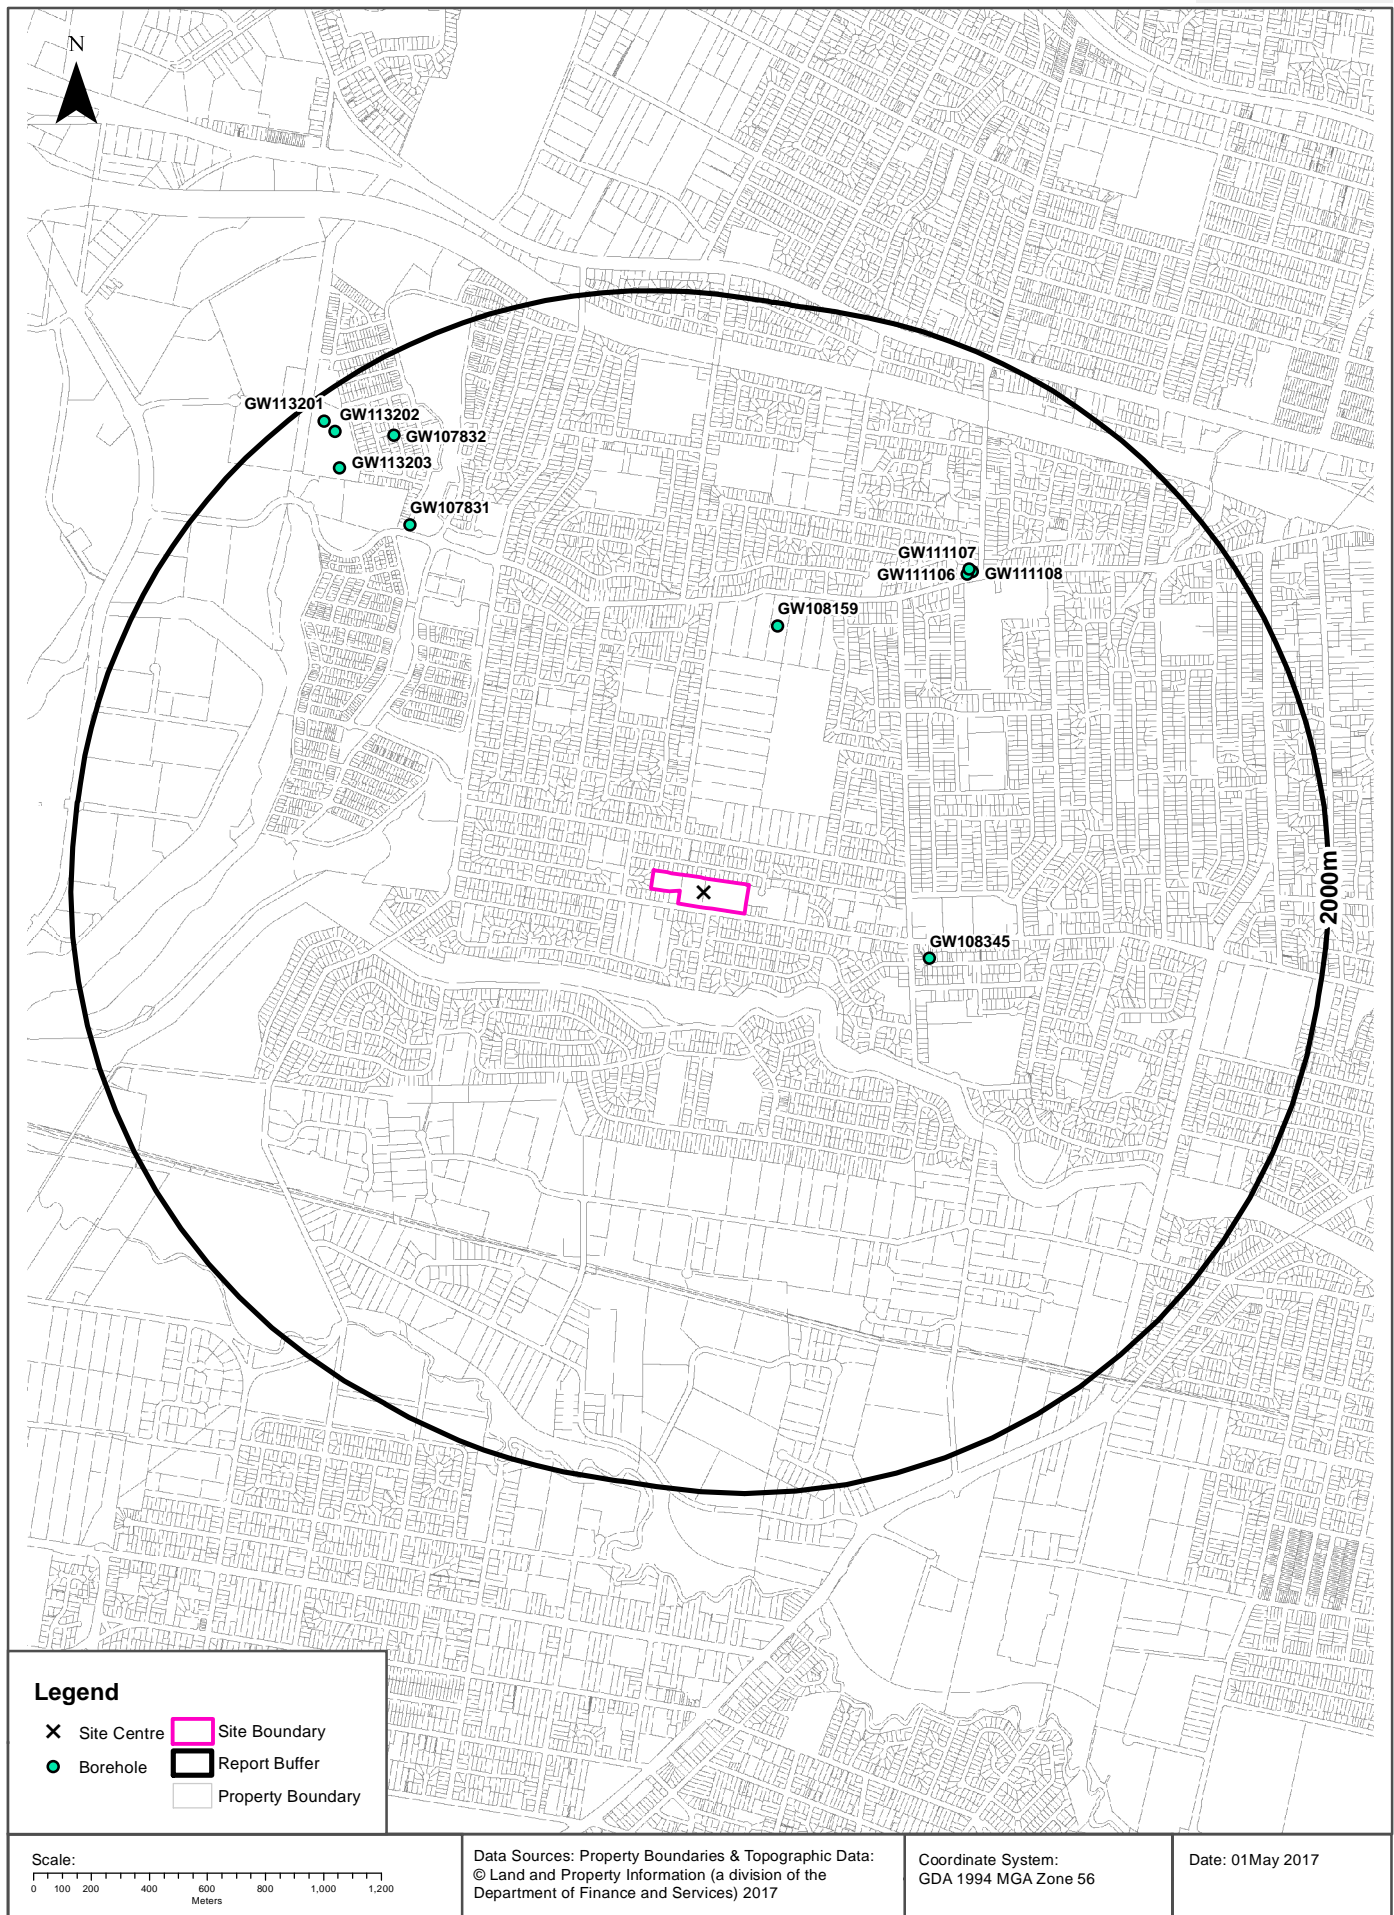 N
GW113201
GW113202
GW107832
GW113203
GW107831
GW111107
GW111106
GW111108
GW108159
2000m
GW108345
Legend
Site Centre
Site Boundary
Borehole
Report Buffer
Property Boundary
Scale:
0 100 200 400 600 800 1,000 1,200
Meters
Data Sources: Property Boundaries & Topographic Data:
© Land and Property Information (a division of the
Department of Finance and Services) 2017
Coordinate System:
GDA 1994 MGA Zone 56
Date: 01May 2017